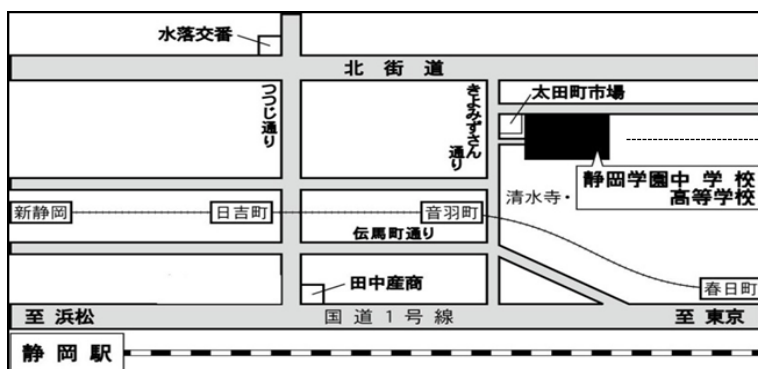 水落交番
北街道
つつじ通り
きよみずさん
通り
太田町市場
静岡学園中学校
高等学校
清水寺・
新静岡
日吉町
音羽町
伝馬町通り
春日町
田中産商
至 浜松
国道1号線
至 東京
静岡駅